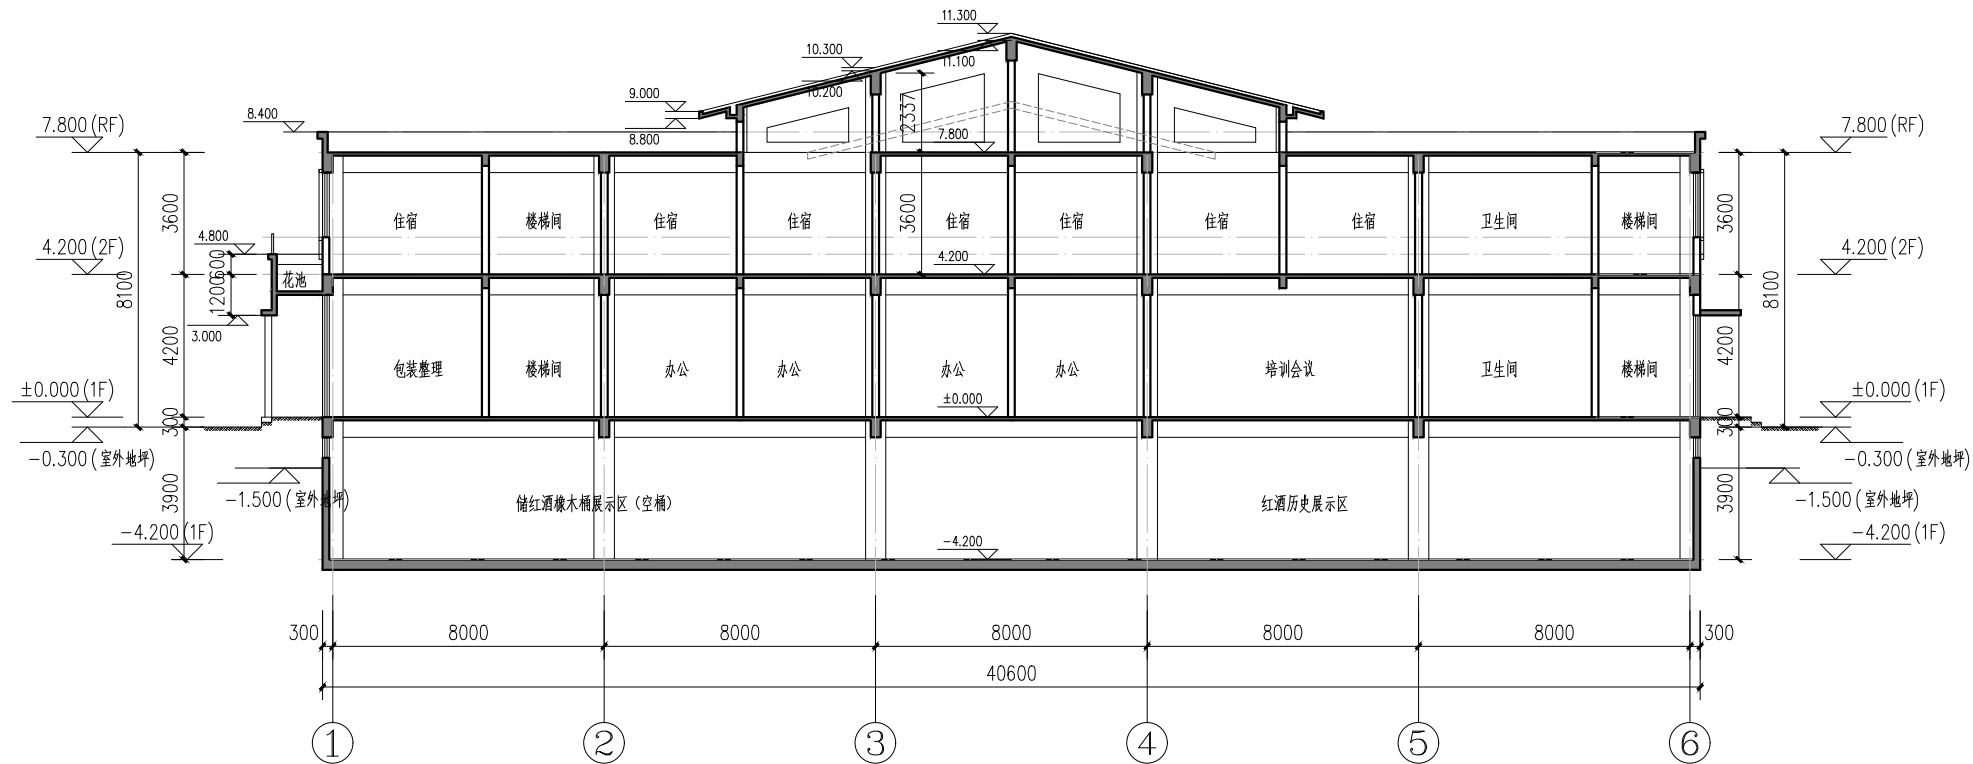 11.300
10.300
11.100
10.200
9.000
8.400
2337
7.800 (RF)
7.800 (RF)
8.800
7.800
3600
住宿
楼梯间
住宿
住宿
3600
住宿
住宿
住宿
住宿
卫生间
楼梯间
3600
4.800
4.200 (2F)
4.200 (2F)
600
4.200
花池
8100
1200
8100
3.000
4200
4200
包装整理
楼梯间
办公
办公
办公
办公
培训会议
卫生间
楼梯间
±0.000 (1F)
±0.000
±0.000 (1F)
300
300
-0.300 (室外地坪)
-0.300 (室外地坪)
3900
-1.500 (室外地坪)
储红酒橡木桶展示区（空桶）
红酒历史展示区
3900
-1.500 (室外地坪)
-4.200 (1F)
-4.200
-4.200 (1F)
300
8000
8000
8000
8000
8000
300
40600
1
2
3
4
5
6